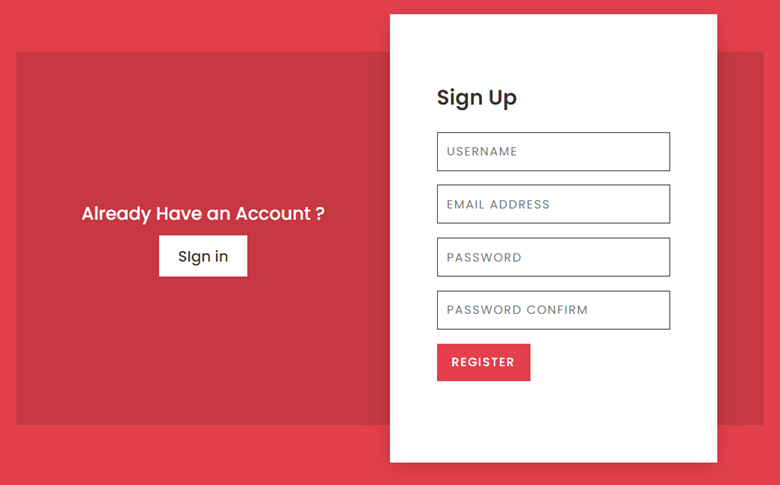 Already Have an Account ?
SIgn in
Sign Up
USERNAME
EMAIL ADDRESS
PASSWORD
PASSWORD CONFIRM
REGISTER